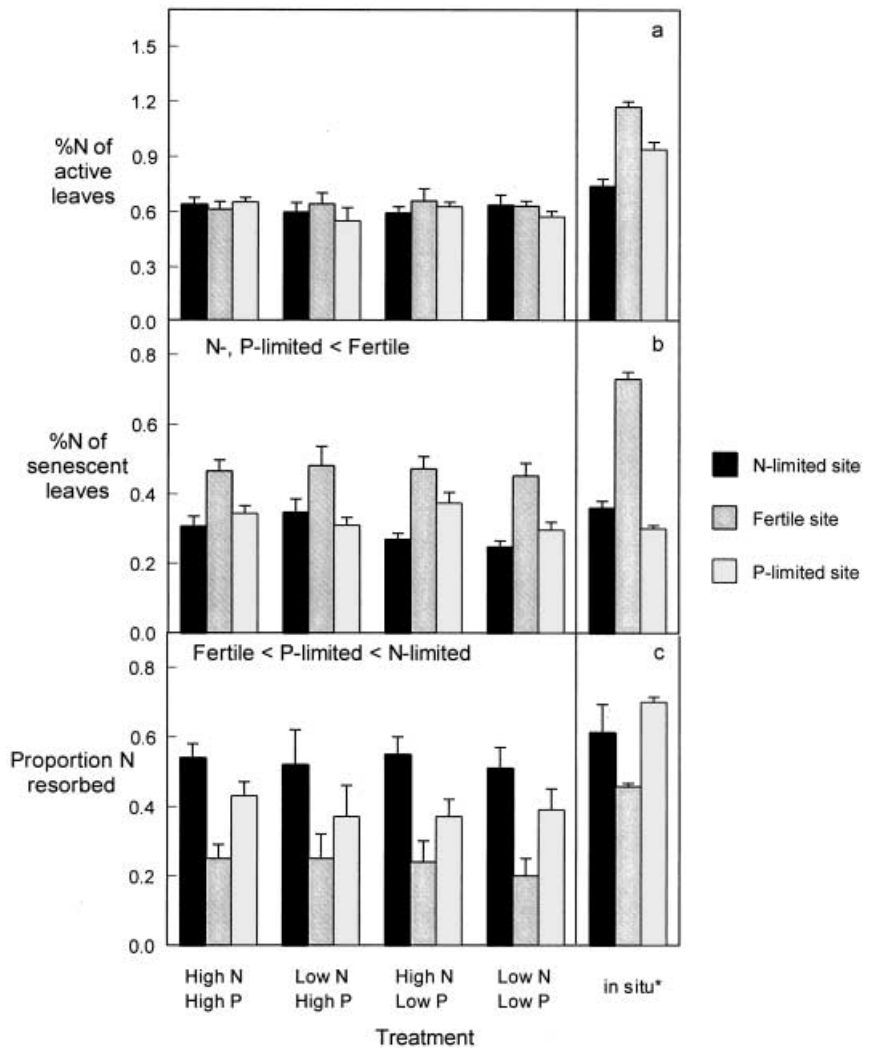 a
1.5
1.2
%N of
active
leaves
0.9
0.6
0.3
0.0
N-, P-limited < Fertile
b
0.8
%N of
senescent
leaves
0.6
0.4
0.2
0.0
N-limited site
Fertile site
P-limited site
Fertile < P-limited < N-limited
c
0.8
Proportion N
resorbed
0.6
0.4
0.2
0.0
High N
High P
Low N
High P
High N
Low P
Low N
Low P
in situ*
Treatment